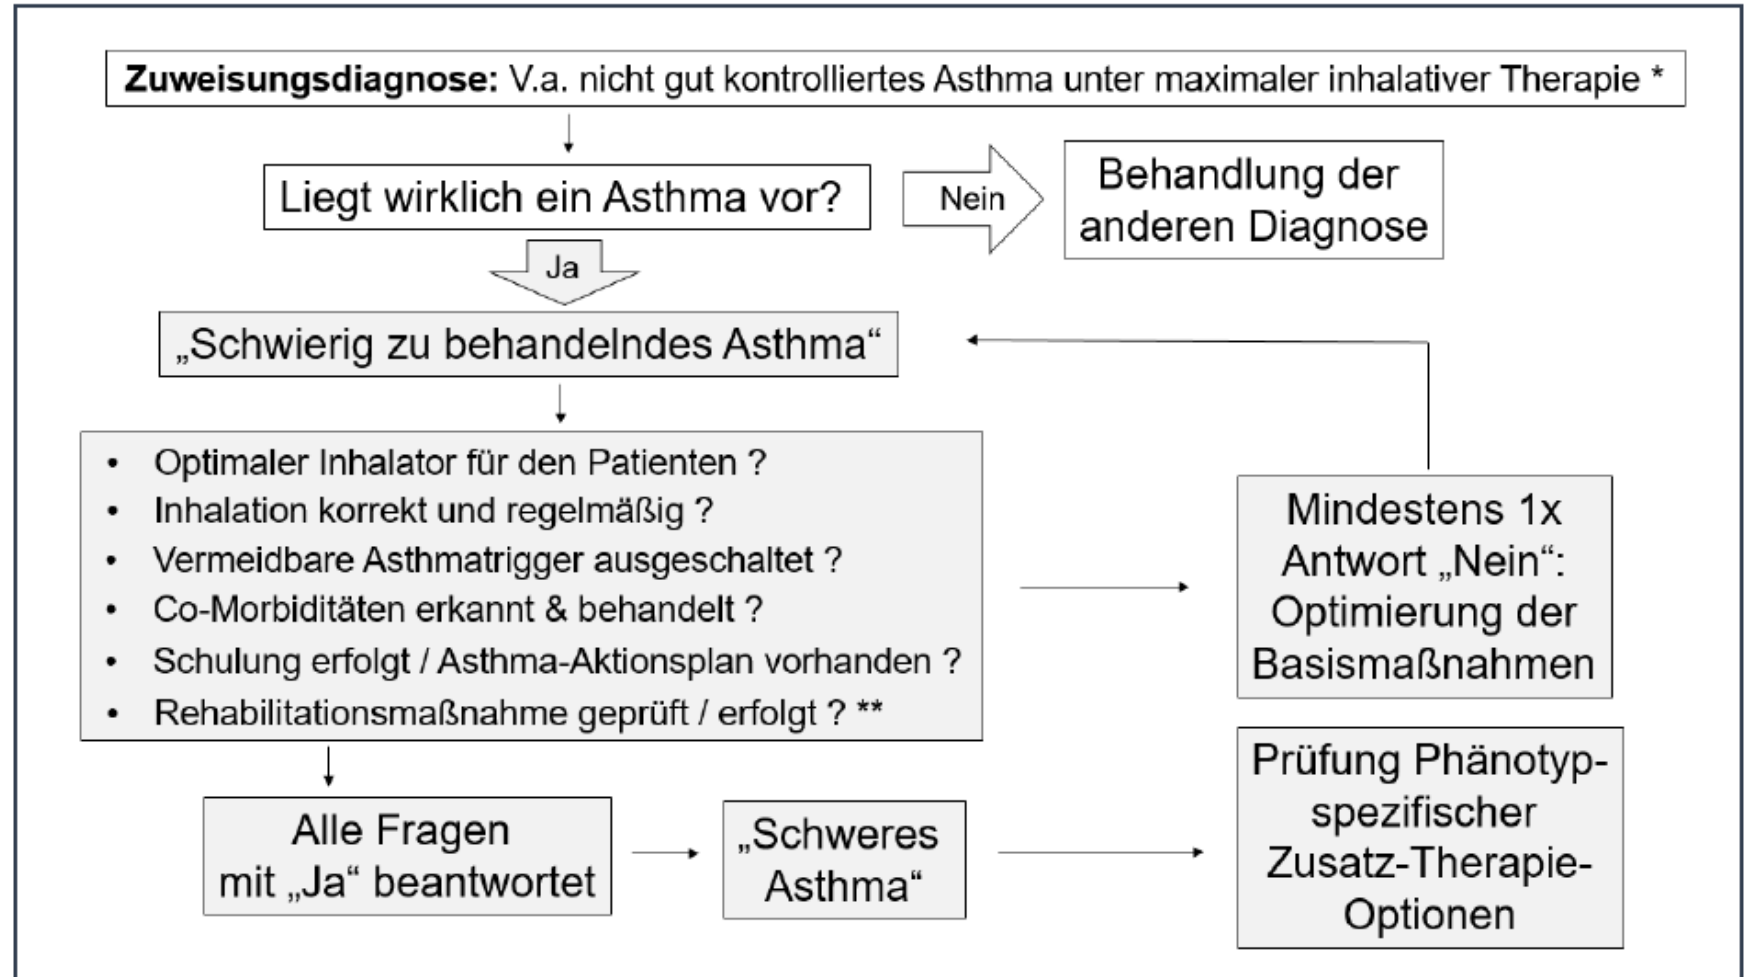 Zuweisungsdiagnose: V.a. nicht gut kontrolliertes Asthma unter maximaler inhalativer Therapie *
Liegt wirklich ein Asthma vor?
Nein
Behandlung der
anderen Diagnose
Ja
„Schwierig zu behandelndes Asthma“
• Optimaler Inhalator für den Patienten ?
• Inhalation korrekt und regelmäßig ?
• Vermeidbare Asthmatrigger ausgeschaltet ?
• Co-Morbiditäten erkannt & behandelt ?
• Schulung erfolgt / Asthma-Aktionsplan vorhanden ?
• Rehabilitationsmaßnahme geprüft / erfolgt ? **
Mindestens 1x
Antwort „Nein“:
Optimierung der
Basismaßnahmen
Alle Fragen
mit „Ja“ beantwortet
„Schweres
Asthma“
Prüfung Phänotyp-
spezifischer
Zusatz-Therapie-
Optionen